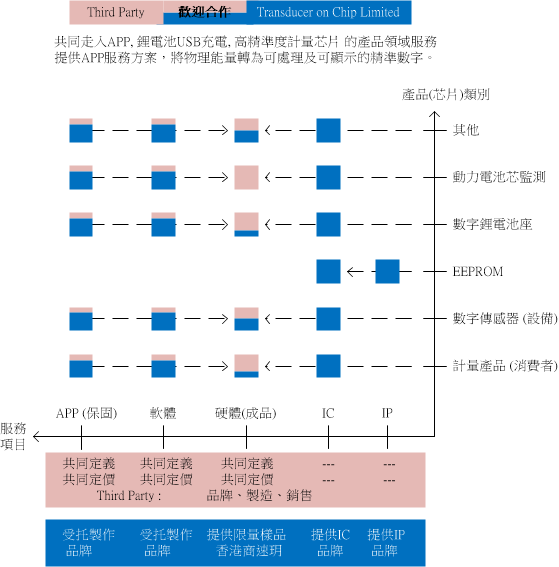 Third Party 歡迎合作 Transducer on Chip Limited
共同走入APP, 鋰電池USB充電, 高精準度計量芯片 的產品領域服務
提供APP服務方案，將物理能量轉為可處理及可顯示的精準數字。
產品(芯片)類別
其他
動力電池芯監測
數字鋰電池座
EEPROM
數字傳感器 (設備)
計量產品 (消費者)
服務
項目
APP (保固) 軟體 硬體(成品) IC IP
共同定義 共同定義 共同定義 --- ---
共同定價 共同定價 共同定價 --- ---
Third Party : 品牌、製造、銷售
受托製作 受托製作 提供限量樣品 提供IC 提供IP
品牌 品牌 香港商速玥 品牌 品牌